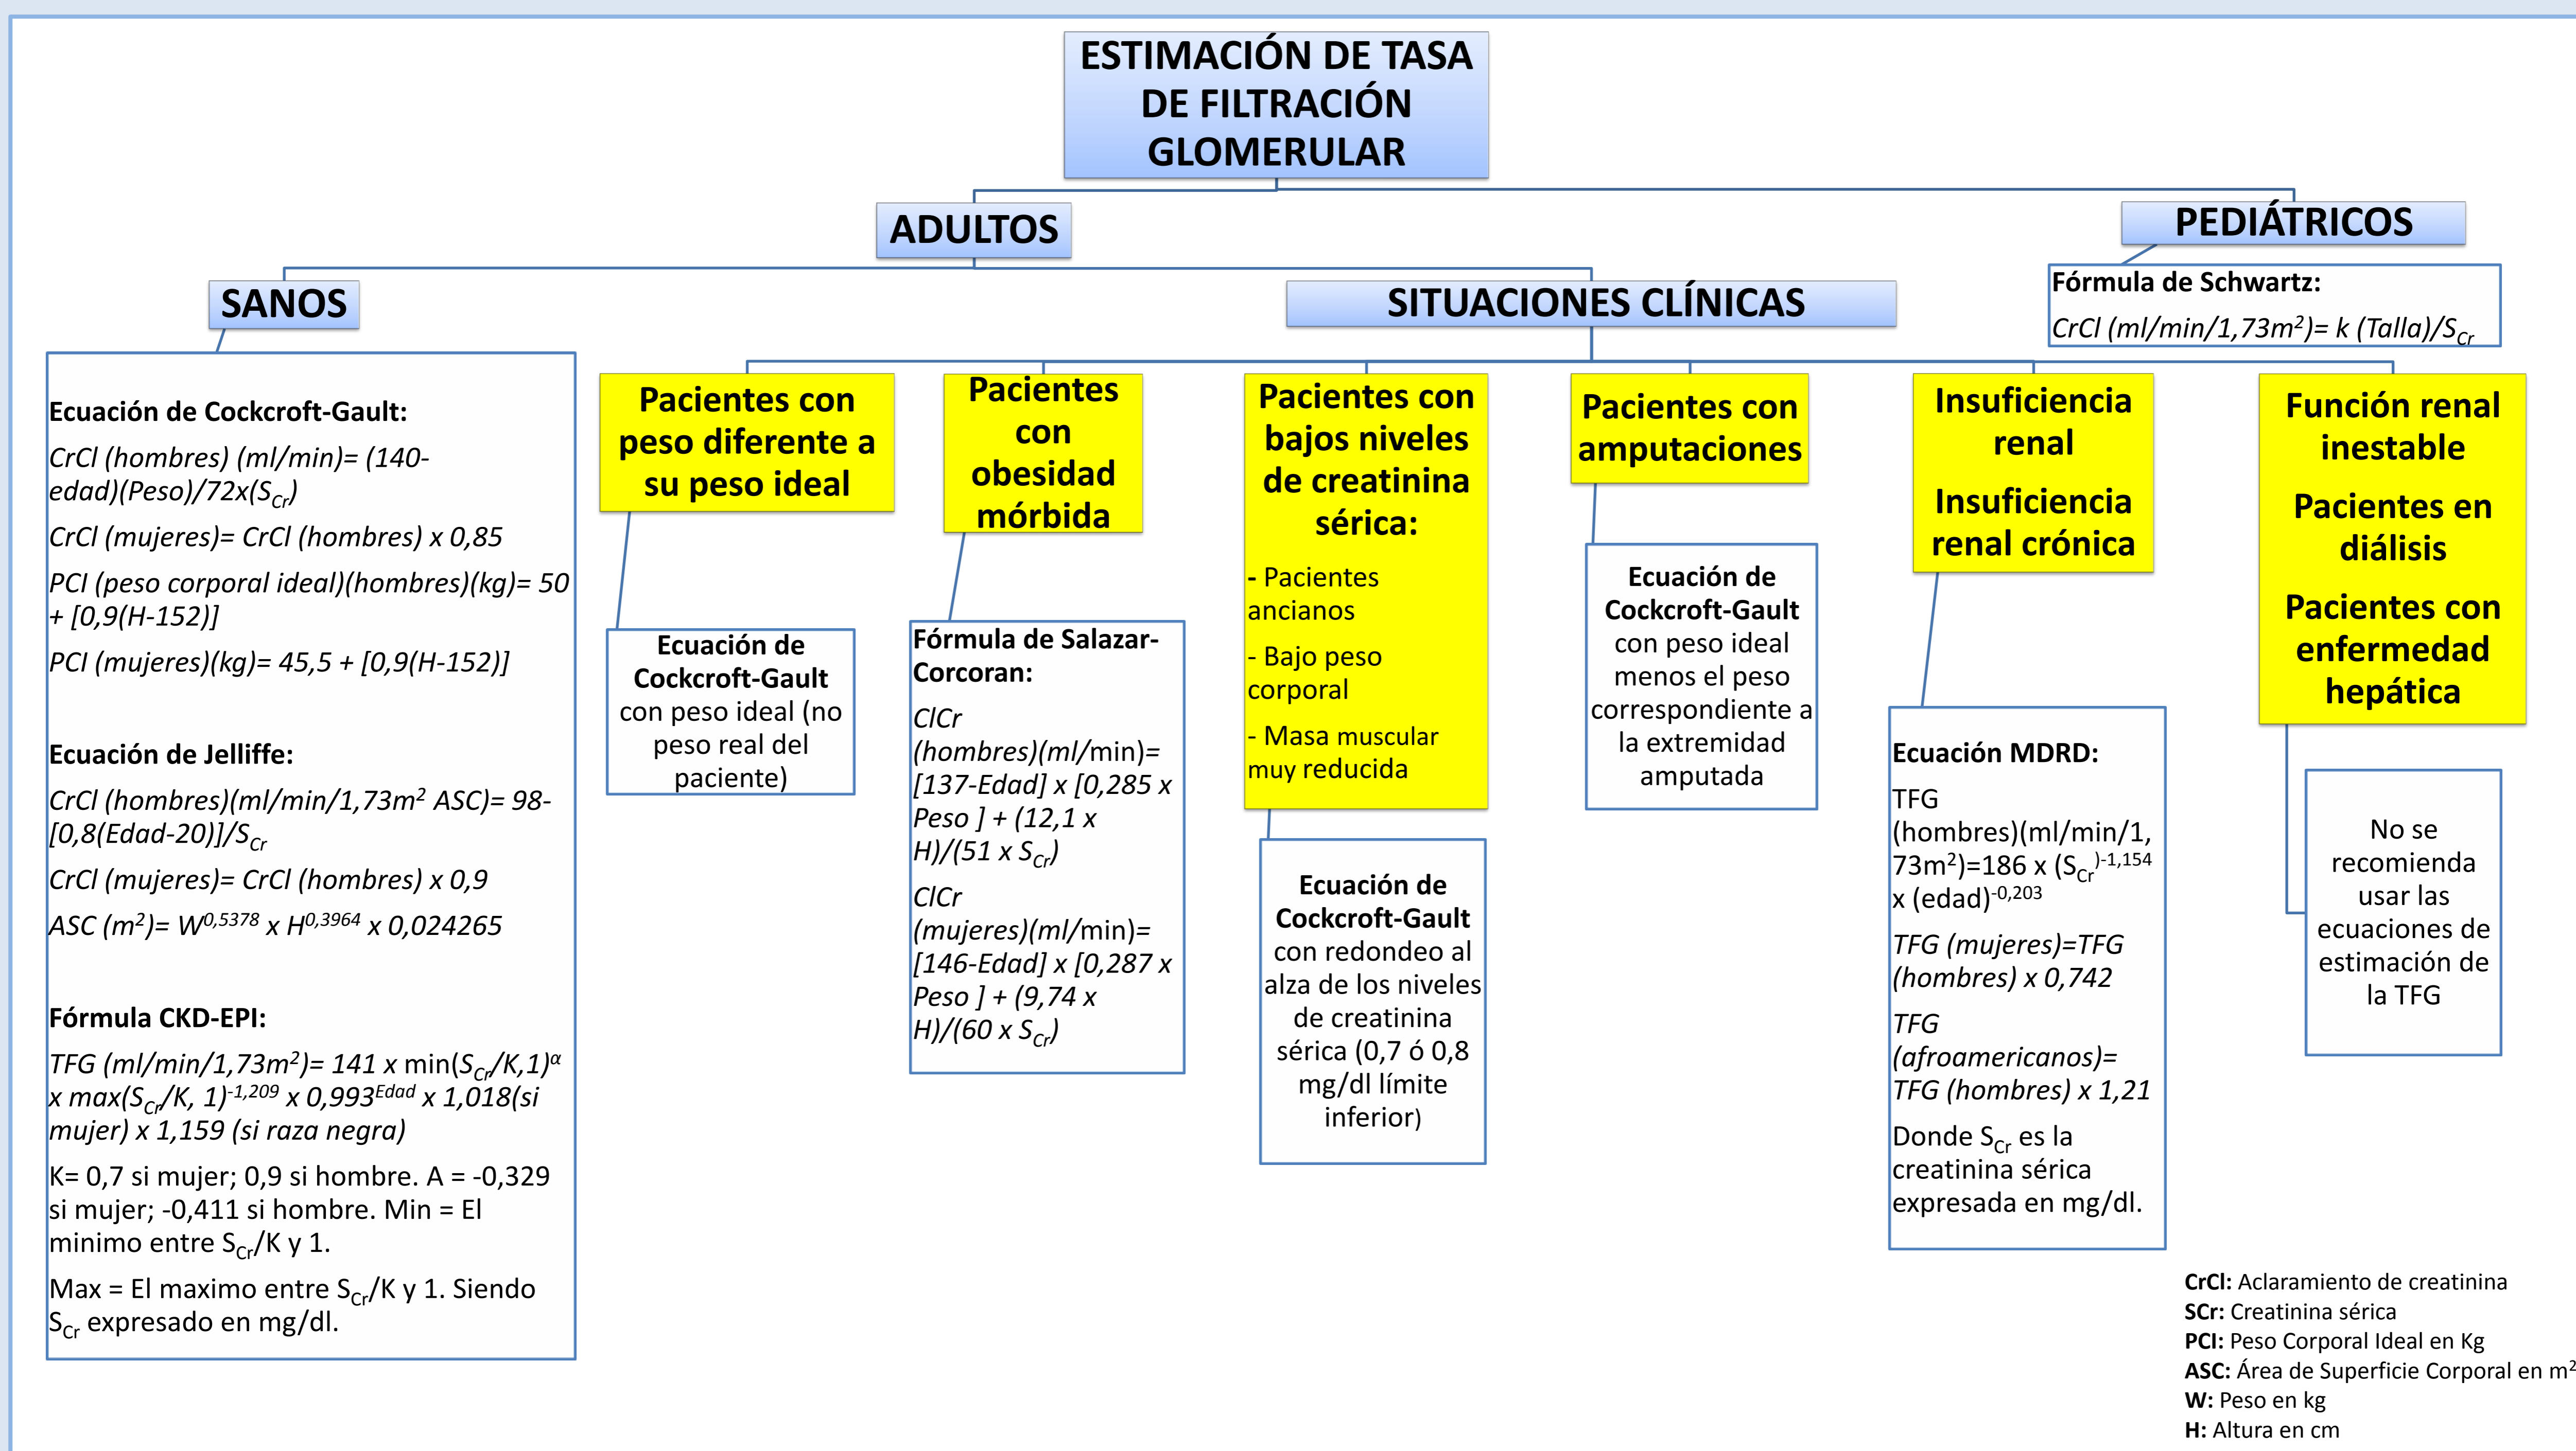 ESTIMACIÓN DE TASA
DE FILTRACIÓN
GLOMERULAR
ADULTOS
PEDIÁTRICOS
Fórmula de Schwartz:
CrCl (ml/min/1,73m²)= k (Talla)/S_Cr
SANOS
SITUACIONES CLÍNICAS
Ecuación de Cockcroft-Gault:
CrCl (hombres) (ml/min)= (140-
edad)(Peso)/72x(S_Cr)
CrCl (mujeres)= CrCl (hombres) x 0,85
PCI (peso corporal ideal)(hombres)(kg)= 50
+ [0,9(H-152)]
PCI (mujeres)(kg)= 45,5 + [0,9(H-152)]
Ecuación de Jelliffe:
CrCl (hombres)(ml/min/1,73m² ASC)= 98-
[0,8(Edad-20)]/S_Cr
CrCl (mujeres)= CrCl (hombres) x 0,9
ASC (m²)= W^0,5378 x H^0,3964 x 0,024265
Fórmula CKD-EPI:
TFG (ml/min/1,73m²)= 141 x min(S_Cr/K,1)^α
x max(S_Cr/K, 1)^-1,209 x 0,993^Edad x 1,018(si
mujer) x 1,159 (si raza negra)
K= 0,7 si mujer; 0,9 si hombre. A = -0,329
si mujer; -0,411 si hombre. Min = El
minimo entre S_Cr/K y 1.
Max = El maximo entre S_Cr/K y 1. Siendo
S_Cr expresado en mg/dl.
Pacientes con
peso diferente a
su peso ideal
Ecuación de
Cockcroft-Gault
con peso ideal (no
peso real del
paciente)
Pacientes
con
obesidad
mórbida
Fórmula de Salazar-
Corcoran:
ClCr
(hombres)(ml/min)=
[137-Edad] x [0,285 x
Peso ] + (12,1 x
H)/(51 x S_Cr)
ClCr
(mujeres)(ml/min)=
[146-Edad] x [0,287 x
Peso ] + (9,74 x
H)/(60 x S_Cr)
Pacientes con
bajos niveles
de creatinina
sérica:
- Pacientes
ancianos
- Bajo peso
corporal
- Masa muscular
muy reducida
Ecuación de
Cockcroft-Gault
con redondeo al
alza de los niveles
de creatinina
sérica (0,7 ó 0,8
mg/dl límite
inferior)
Pacientes con
amputaciones
Ecuación de
Cockcroft-Gault
con peso ideal
menos el peso
correspondiente a
la extremidad
amputada
Insuficiencia
renal
Insuficiencia
renal crónica
Ecuación MDRD:
TFG
(hombres)(ml/min/1,
73m²)=186 x (S_Cr^)-1,154
x (edad)^-0,203
TFG (mujeres)=TFG
(hombres) x 0,742
TFG
(afroamericanos)=
TFG (hombres) x 1,21
Donde S_Cr es la
creatinina sérica
expresada en mg/dl.
Función renal
inestable
Pacientes en
diálisis
Pacientes con
enfermedad
hepática
No se
recomienda
usar las
ecuaciones de
estimación de
la TFG
CrCl: Aclaramiento de creatinina
SCr: Creatinina sérica
PCI: Peso Corporal Ideal en Kg
ASC: Área de Superficie Corporal en m²
W: Peso en kg
H: Altura en cm